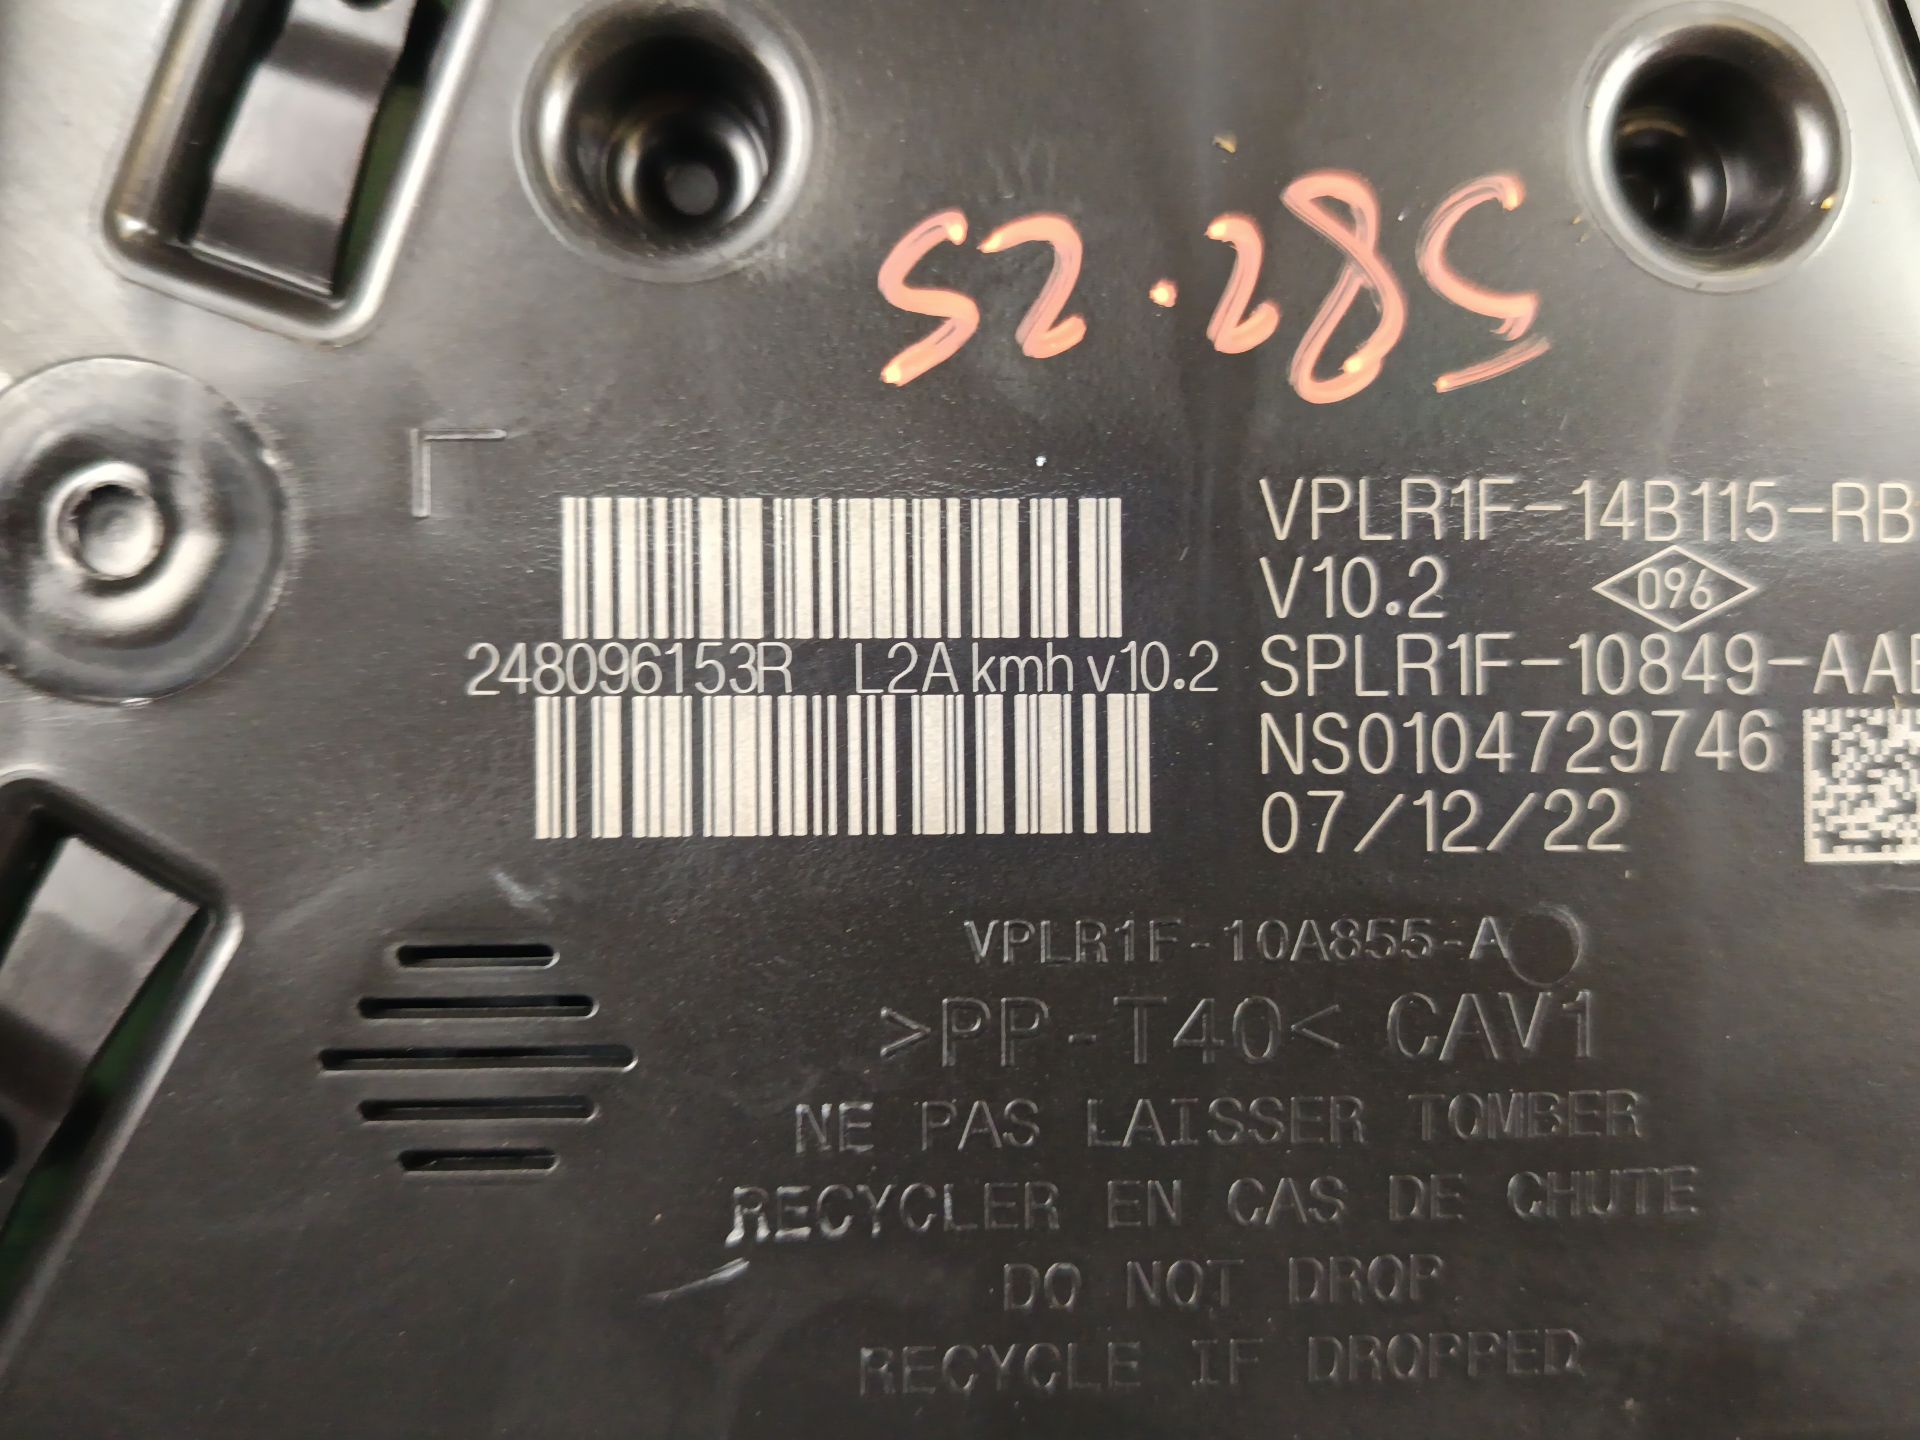 582.25
VPLR1F-14B115-RB
V10.2 096
248096153R L2A kmh v10.2
SPLR1F-10849-AA
NS0104729746
07/12/22
VPLR1F-10A855-A
>PP-T40< CAV1
NE PAS LAISSER TOMBER
RECYCLER EN CAS DE CHUTE
DO NOT DROP
RECYCLE IF DROPPED